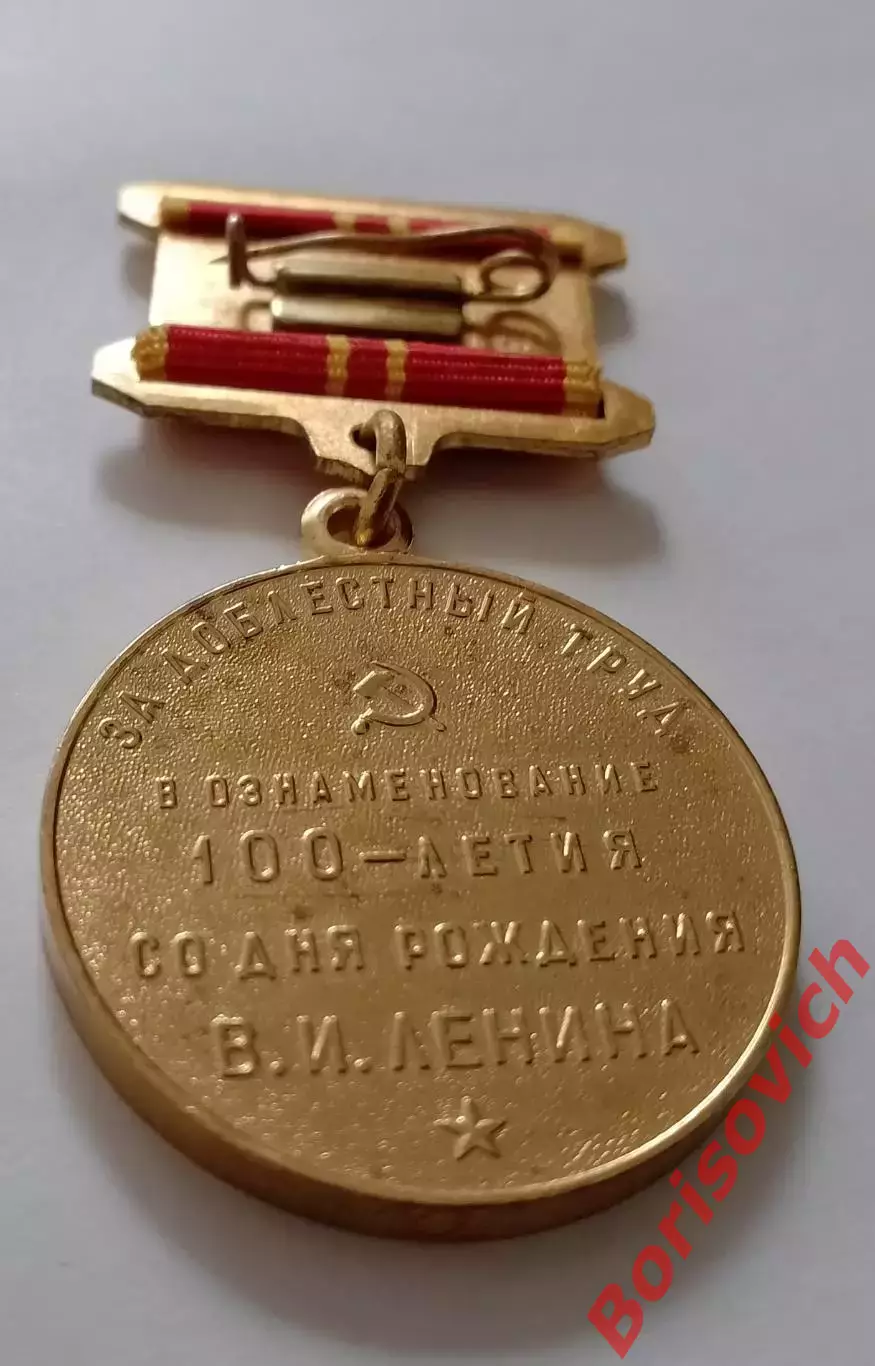 ЗА ДОБЛЕСТНЫЙ ТРУД
В ОЗНАМЕНОВАНИЕ
100-ЛЕТИЯ
СО ДНЯ РОЖДЕНИЯ
В.И.ЛЕНИНА
Borisovich